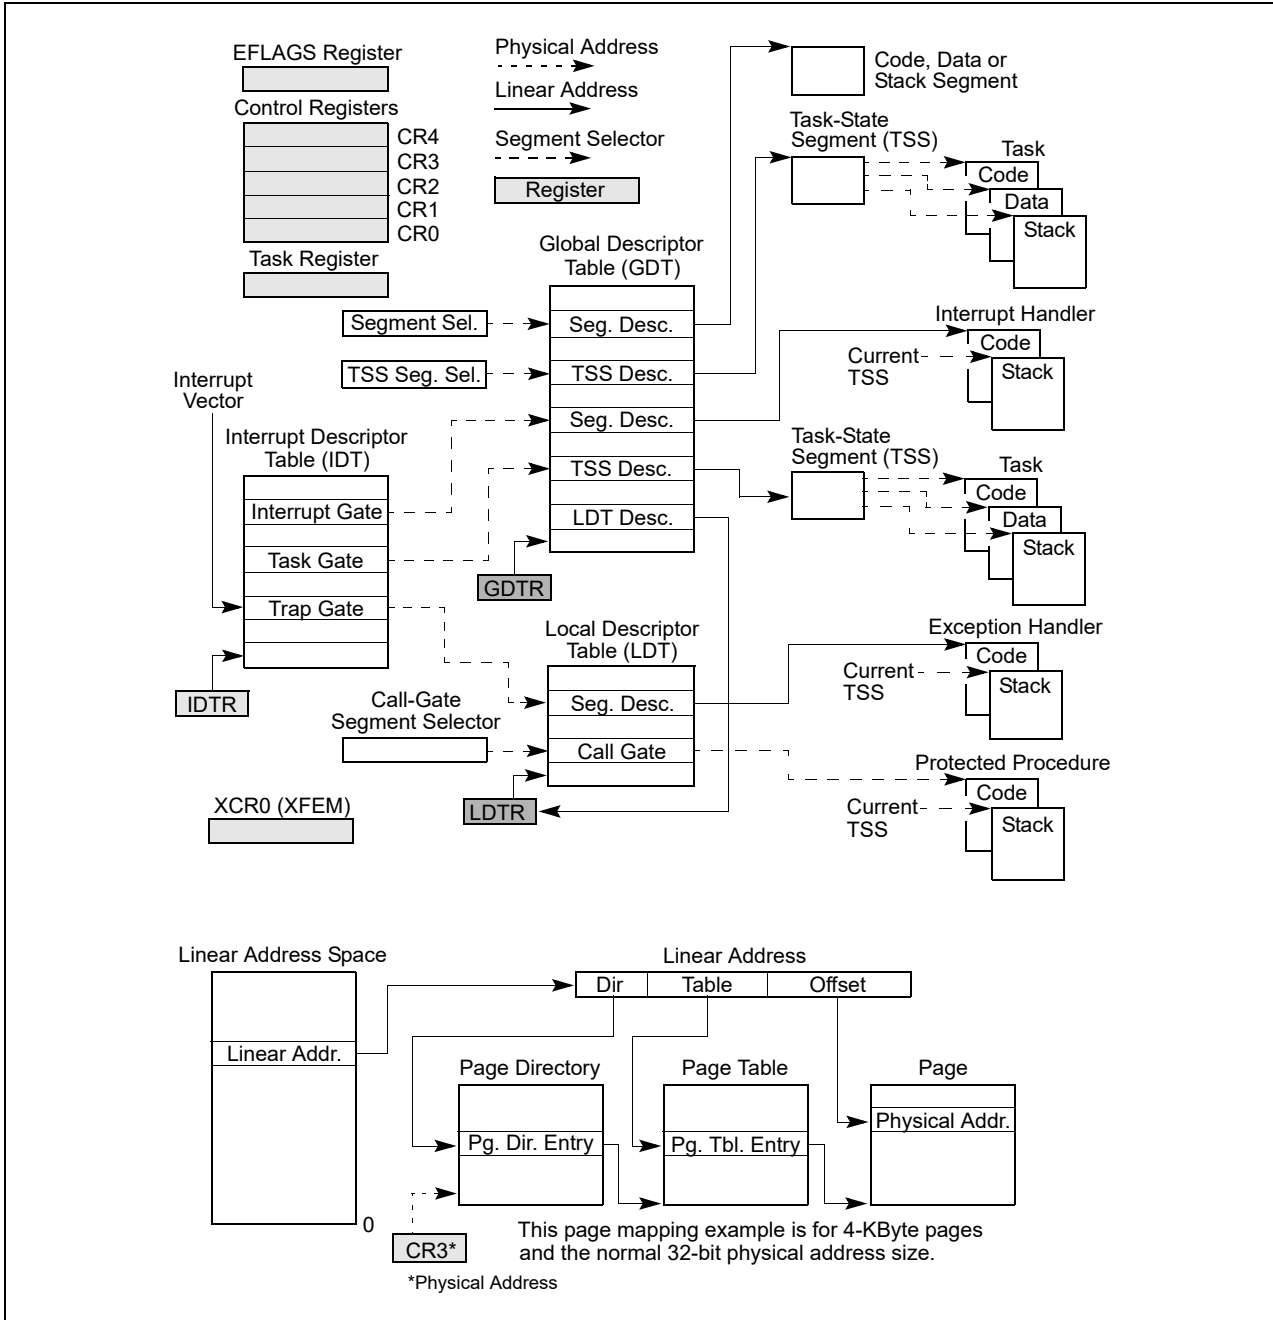 EFLAGS Register
Control Registers
CR4
CR3
CR2
CR1
CR0
Task Register
Physical Address
Linear Address
Segment Selector
Register
Global Descriptor
Table (GDT)
Segment Sel.
Seg. Desc.
TSS Seg. Sel.
TSS Desc.
Seg. Desc.
TSS Desc.
LDT Desc.
GDTR
Code, Data or
Stack Segment
Task-State
Segment (TSS)
Task
Code
Data
Stack
Interrupt Handler
Code
Current
TSS
Stack
Task-State
Segment (TSS)
Task
Code
Data
Stack
Interrupt
Vector
Interrupt Descriptor
Table (IDT)
Interrupt Gate
Task Gate
Trap Gate
IDTR
Local Descriptor
Table (LDT)
Seg. Desc.
Call-Gate
Segment Selector
Call Gate
LDTR
Exception Handler
Code
Current
TSS
Stack
Protected Procedure
Code
Current
TSS
Stack
XCR0 (XFEM)
Linear Address Space
Linear Addr.
0
Linear Address
Dir Table Offset
Page Directory
Pg. Dir. Entry
Page Table
Pg. Tbl. Entry
Page
Physical Addr.
CR3*
*Physical Address
This page mapping example is for 4-KByte pages
and the normal 32-bit physical address size.